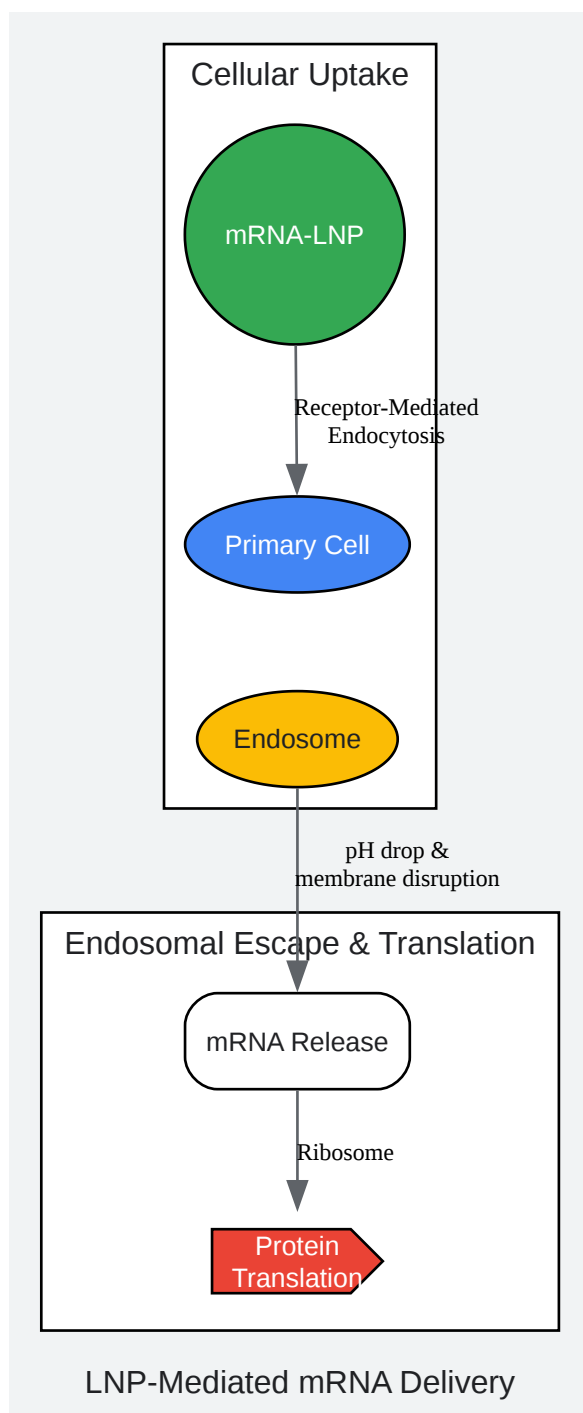 Cellular Uptake
mRNA-LNP
Receptor-Mediated
Endocytosis
Primary Cell
Endosome
pH drop &
membrane disruption
Endosomal Escape & Translation
mRNA Release
Ribosome
Protein
Translation
LNP-Mediated mRNA Delivery